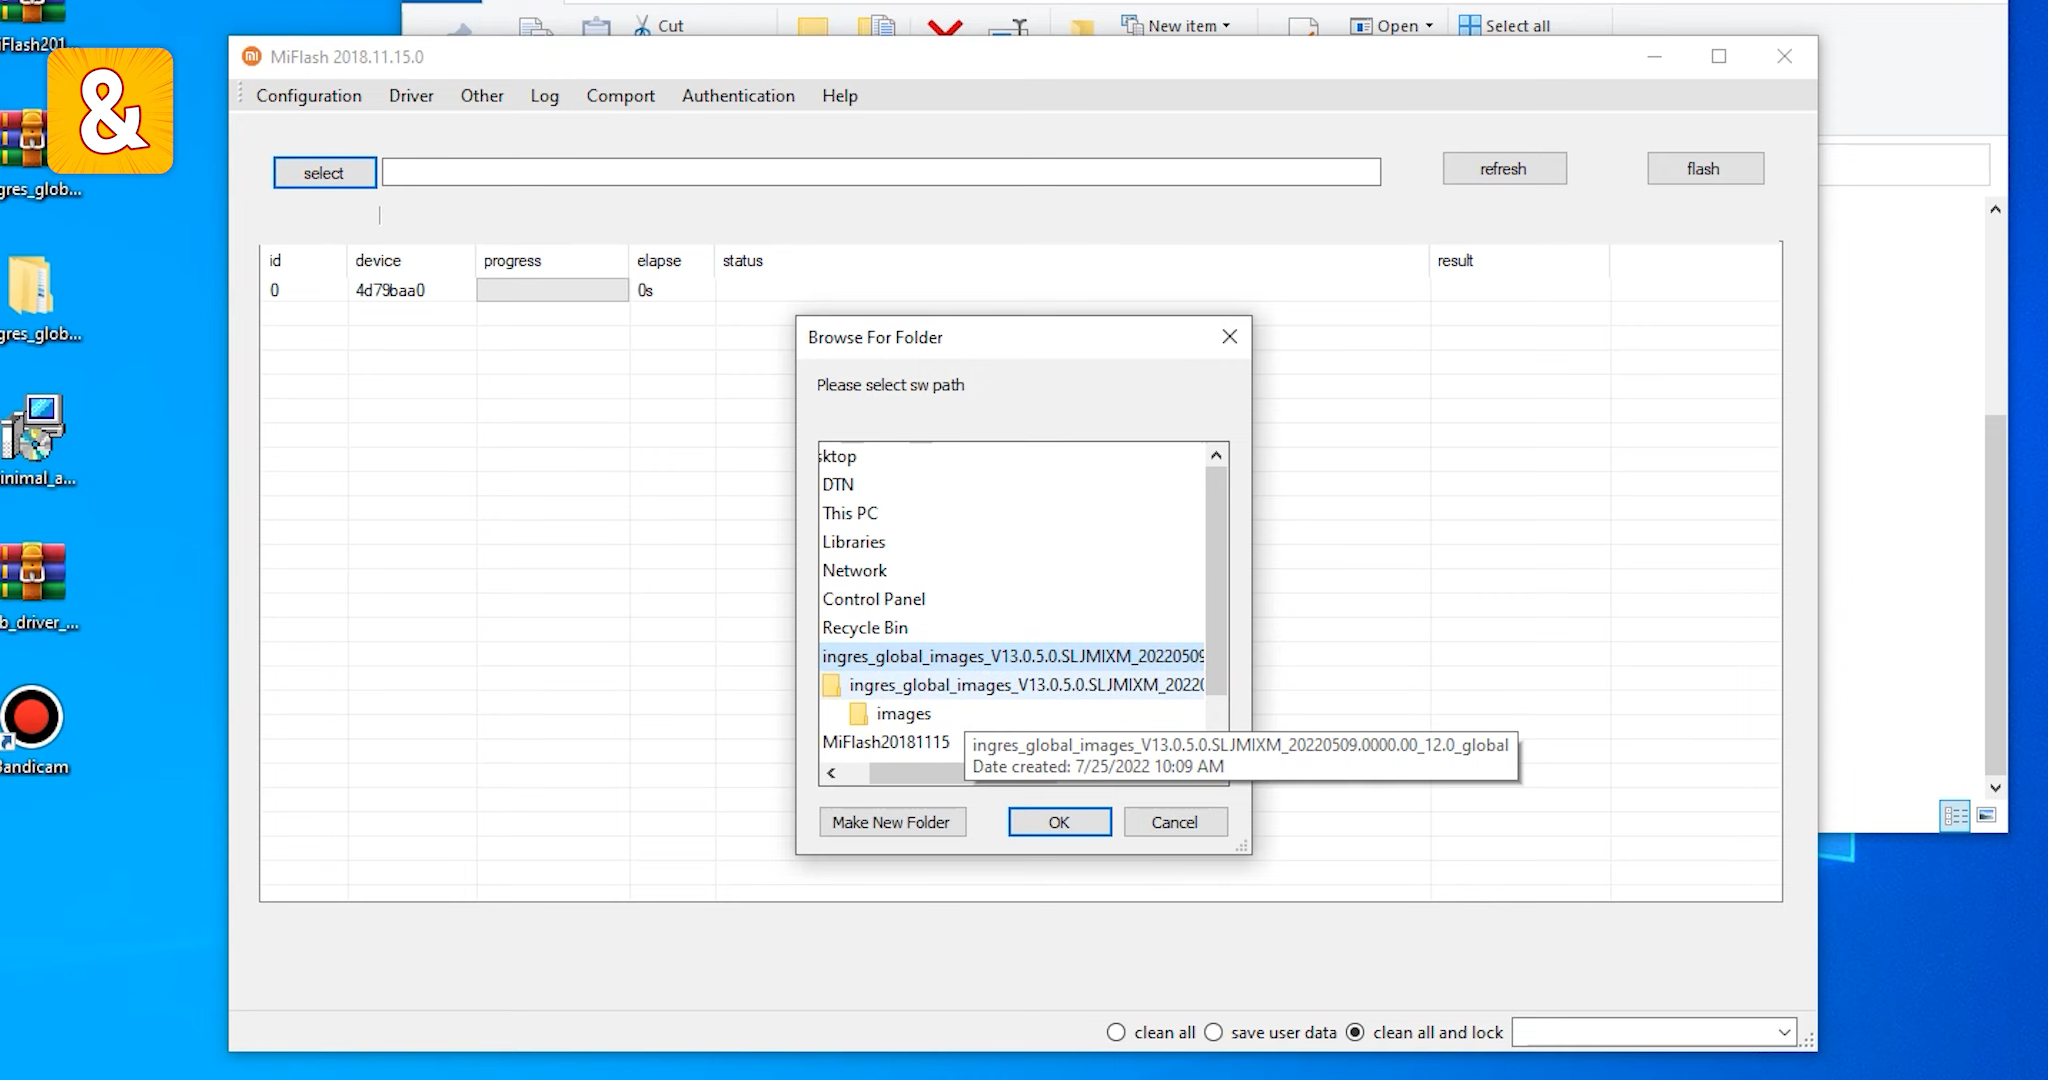 Cut
New item
Open
Select all
MiFlash 2018.11.15.0
Configuration Driver Other Log Comport Authentication Help
select
refresh
flash
id device progress elapse status result
0 4d79baa0 0s
Browse For Folder
Please select sw path
sktop
DTN
This PC
Libraries
Network
Control Panel
Recycle Bin
ingres_global_images_V13.0.5.0.SLJMIXM_20220509
ingres_global_images_V13.0.5.0.SLJMIXM_2022
images
MiFlash20181115
ingres_global_images_V13.0.5.0.SLJMIXM_20220509.0000.00_12.0_global
Date created: 7/25/2022 10:09 AM
Make New Folder
OK
Cancel
clean all
save user data
clean all and lock
iFlash201...
&
gres_glob...
gres_glob...
inimal_a...
b_driver_...
Bandicam